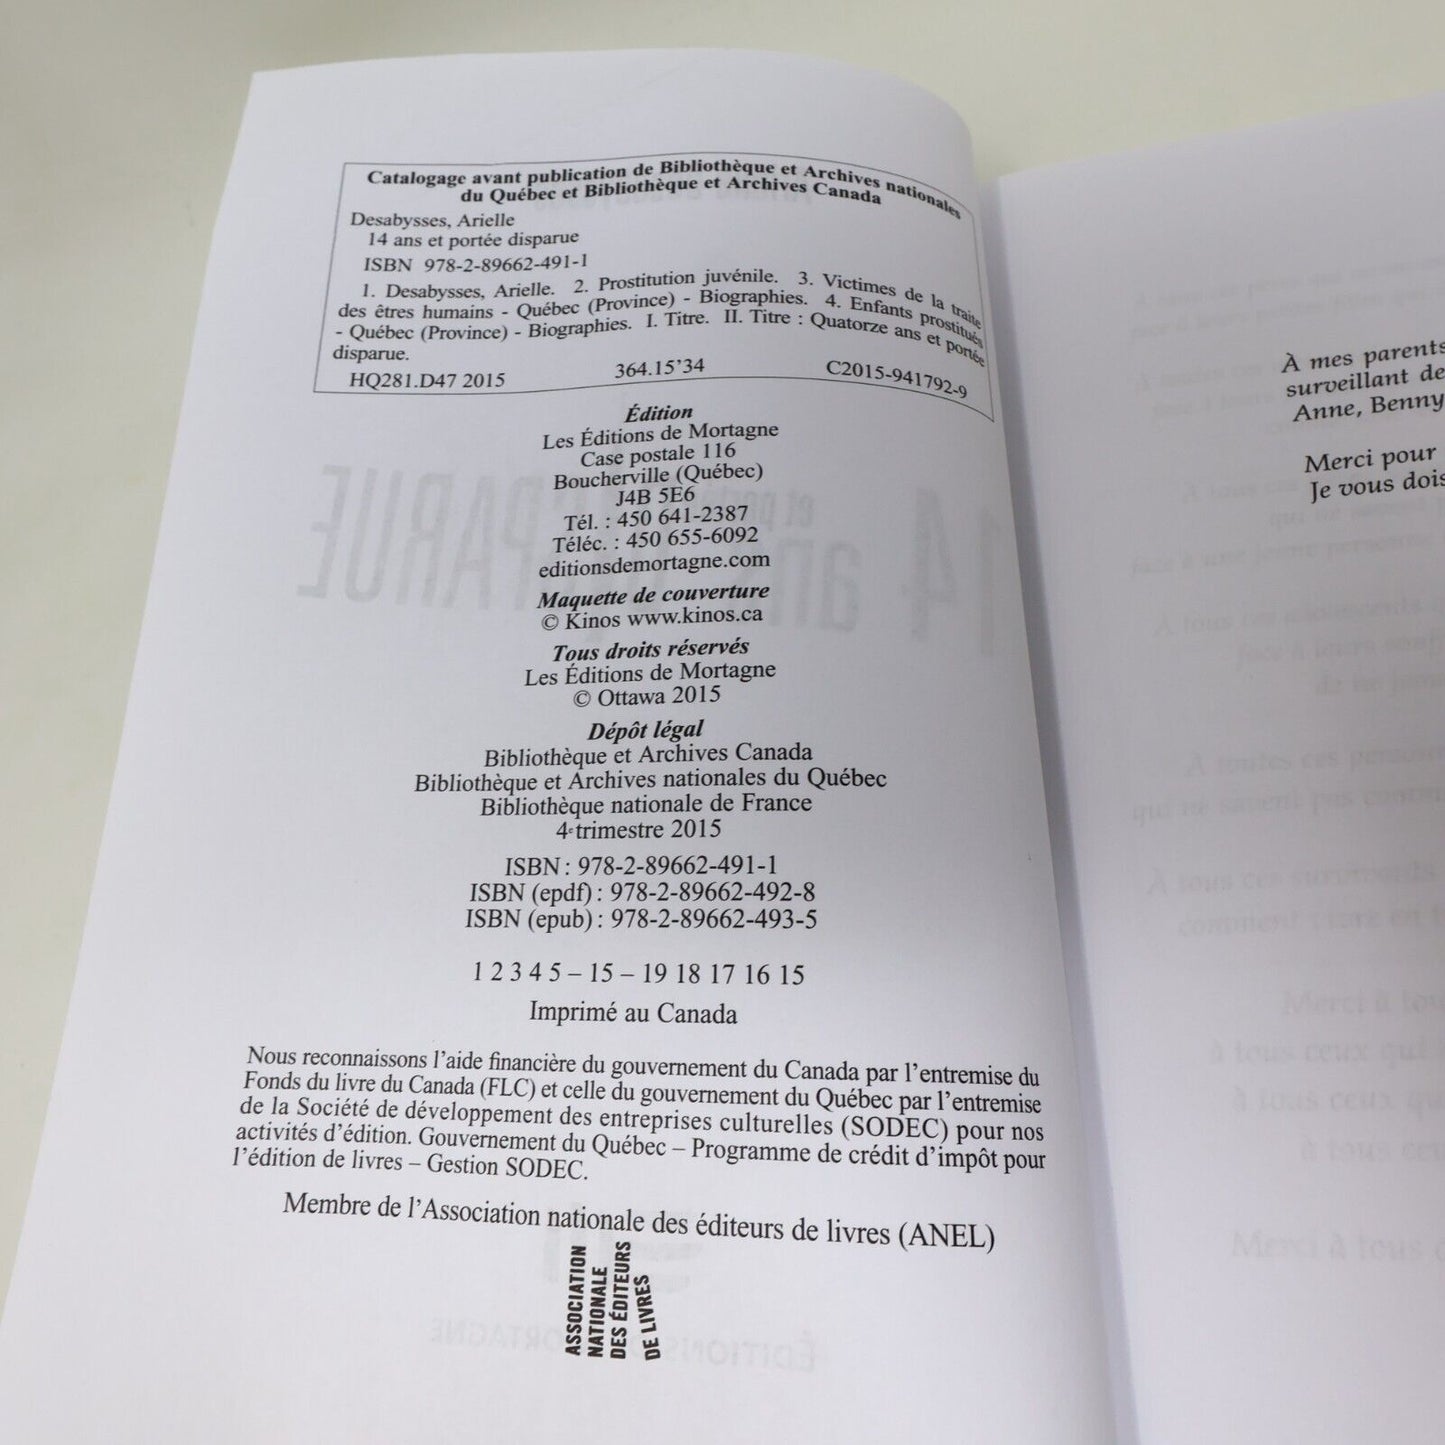 Catalogage avant publication de Bibliothèque et Archives nationales
du Québec et Bibliothèque et Archives Canada
Desabysses, Arielle
14 ans et portée disparue
ISBN 978-2-89662-491-1
1. Desabysses, Arielle. 2. Prostitution juvénile. 3. Victimes de la traite
des êtres humains - Québec (Province) - Biographies. 4. Enfants prostitués
- Québec (Province) - Biographies. I. Titre. II. Titre : Quatorze ans et portée
disparue.
HQ281.D47 2015 364.15'34 C2015-941792-9
Édition
Les Éditions de Mortagne
Case postale 116
Boucherville (Québec)
J4B 5E6
Tél. : 450 641-2387
Téléc. : 450 655-6092
editionsdemortagne.com
Maquette de couverture
© Kinos www.kinos.ca
Tous droits réservés
Les Éditions de Mortagne
© Ottawa 2015
Dépôt légal
Bibliothèque et Archives Canada
Bibliothèque et Archives nationales du Québec
Bibliothèque nationale de France
4e trimestre 2015
ISBN : 978-2-89662-491-1
ISBN (epdf) : 978-2-89662-492-8
ISBN (epub) : 978-2-89662-493-5
1 2 3 4 5 – 15 – 19 18 17 16 15
Imprimé au Canada
Nous reconnaissons l'aide financière du gouvernement du Canada par l'entremise du
Fonds du livre du Canada (FLC) et celle du gouvernement du Québec par l'entremise
de la Société de développement des entreprises culturelles (SODEC) pour nos
activités d'édition. Gouvernement du Québec – Programme de crédit d'impôt pour
l'édition de livres – Gestion SODEC.
Membre de l'Association nationale des éditeurs de livres (ANEL)
ASSOCIATION
NATIONALE
DES ÉDITEURS
DE LIVRES
À mes parents
surveillant de
Anne, Benny
Merci pour
Je vous dois